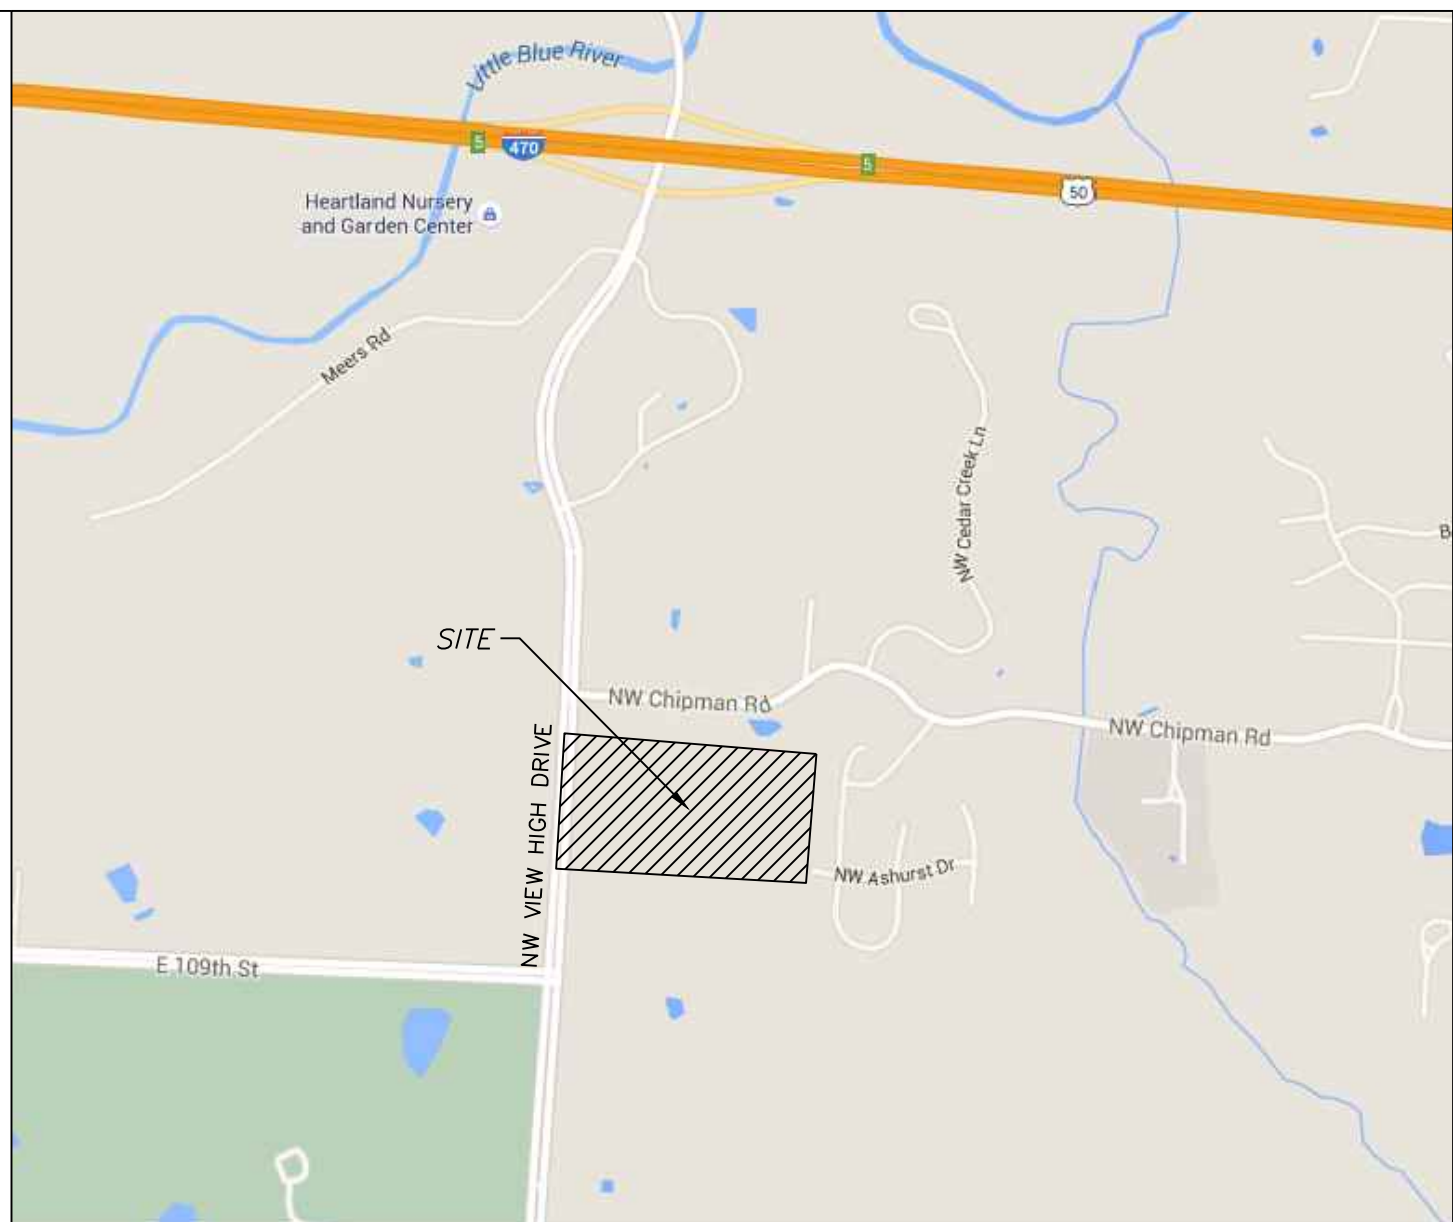 Little Blue River
5
470
5
50
Heartland Nursery
and Garden Center
Meers Rd
NW Cedar Creek Ln
B
SITE
NW Chipman Rd
NW Chipman Rd
NW VIEW HIGH DRIVE
NW Ashurst Dr
E 109th St